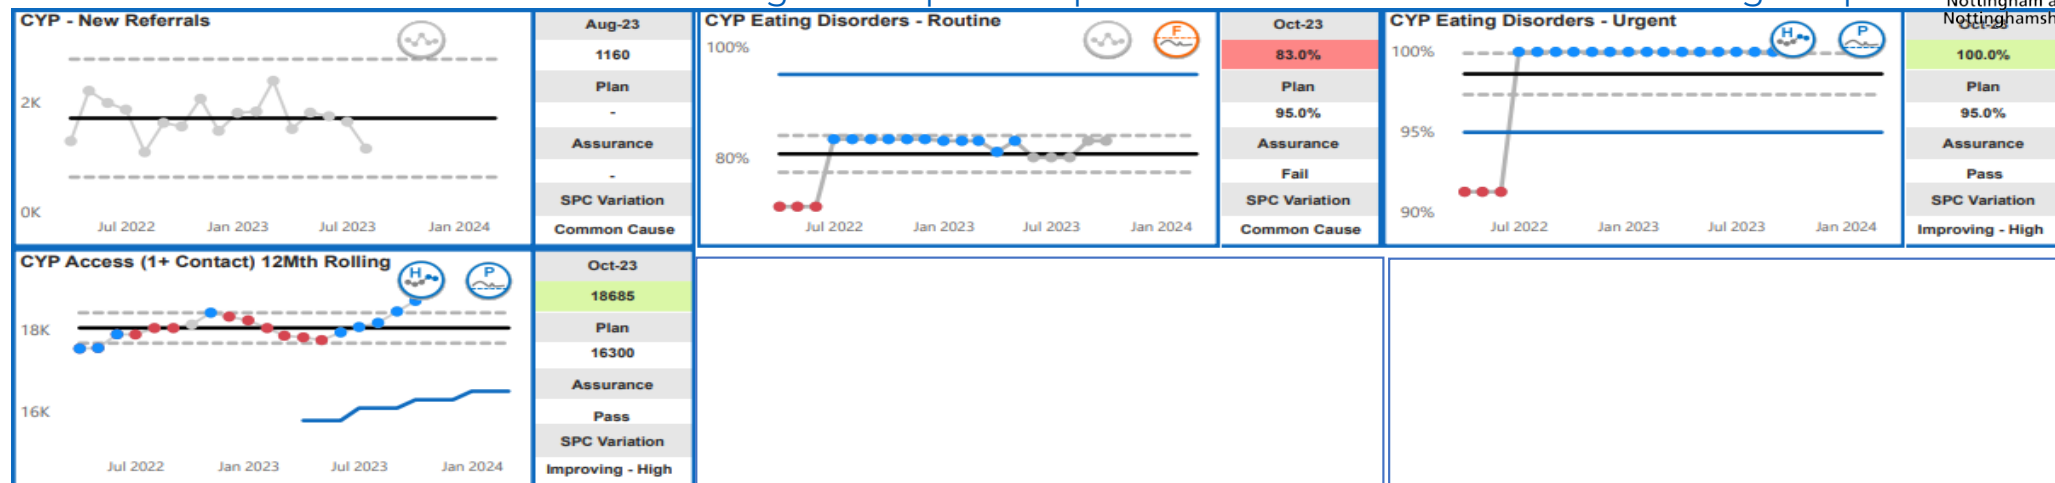 Nottingham a
Nottinghamsh
CYP - New Referrals
2K
0K
Jul 2022 Jan 2023 Jul 2023 Jan 2024
Aug-23
1160
Plan
-
Assurance
-
SPC Variation
Common Cause
CYP Eating Disorders - Routine
F
100%
80%
Jul 2022 Jan 2023 Jul 2023 Jan 2024
Oct-23
83.0%
Plan
95.0%
Assurance
Fail
SPC Variation
Common Cause
CYP Eating Disorders - Urgent
H P
100%
95%
90%
Jul 2022 Jan 2023 Jul 2023 Jan 2024
Oct-23
100.0%
Plan
95.0%
Assurance
Pass
SPC Variation
Improving - High
CYP Access (1+ Contact) 12Mth Rolling
H P
18K
16K
Jul 2022 Jan 2023 Jul 2023 Jan 2024
Oct-23
18685
Plan
16300
Assurance
Pass
SPC Variation
Improving - High